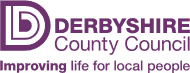 DERBYSHIRE
County Council
Improving life for local people